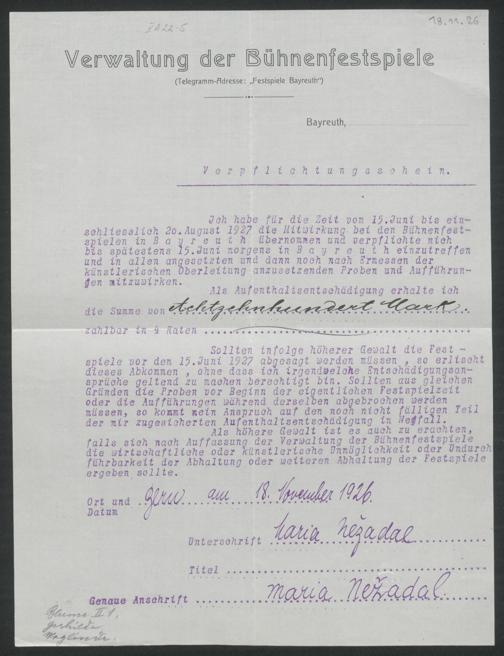 18.11.26
Verwaltung der Bühnenfestspiele
(Telegramm-Adresse: „Festspiele Bayreuth")
Bayreuth,
Verpflichtungsschein.
Ich habe für die Zeit von 15.Juni bis ein-
schliesslich 20.August 1927 die Mitwirkung bei den Bühnenfest-
spielen in Bayreuth übernommen und verpflichte mich
bis spätestens 15.Juni morgens in Bayreuth einzutreffen
und in allen angesetzten und dann noch nach Ermessen der
künstlerischen Oberleitung anzusetzenden Proben und Aufführun-
gen mitzuwirken.
Als Aufenthaltsentschädigung erhalte ich
die Summe von Achtzehnhundert Mark.
zahlbar in 4 Raten
Sollten infolge höherer Gewalt die Fest -
spiele vor dem 15.Juni 1927 abgesagt werden müssen , so erlischt
dieses Abkommen , ohne dass ich irgendwelche Entschädigungsan-
sprüche geltend zu machen berechtigt bin. Sollten aus gleichen
Gründen die Proben vor Beginn der eigentlichen Festspielzeit
oder die Aufführungen während derselben abgebrochen werden
müssen, so kommt mein Anspruch auf den noch nicht fälligen Teil
der mir zugesicherten Aufenthaltsentschädigung in Wegfall.
Als höhere Gewalt ist es auch zu erachten,
falls sich nach Auffassung der Verwaltung der Bühnenfestspiele
die wirtschaftliche oder künstlerische Unmöglichkeit oder Undurch
führbarkeit der Abhaltung oder weiteren Abhaltung der Festspiele
ergeben sollte.
Ort und am 18. November 1926.
Datum
Unterschrift Maria Nežadal
Titel
Genaue Anschrift Maria Nežadal
Blume II